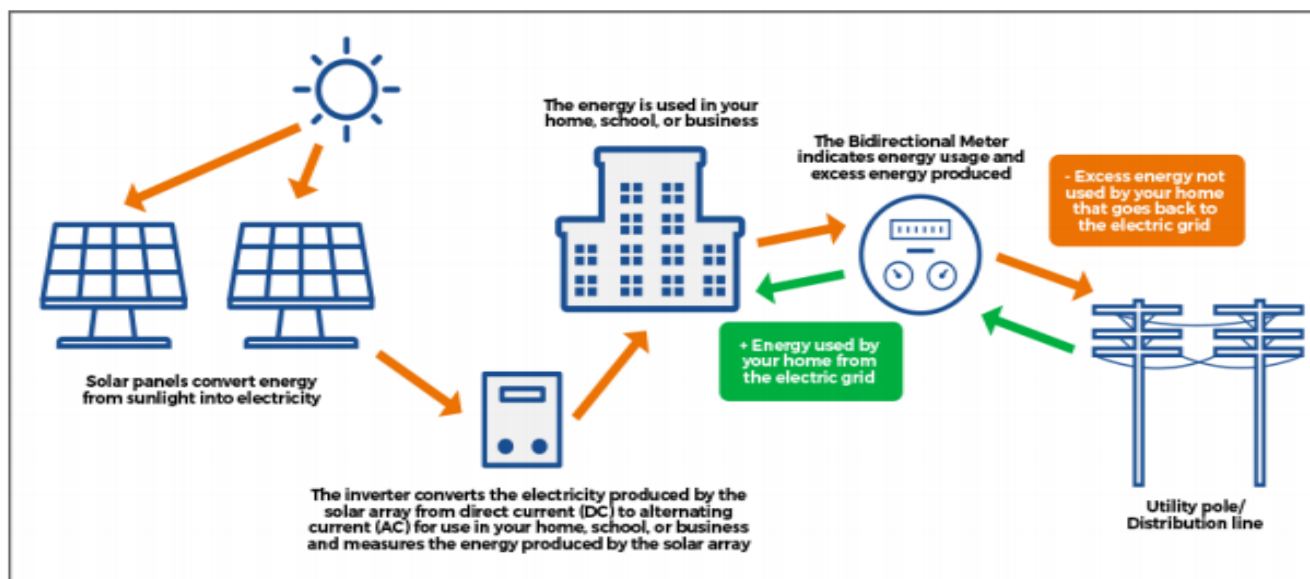 The energy is used in your
home, school, or business
The Bidirectional Meter
indicates energy usage and
excess energy produced
- Excess energy not
used by your home
that goes back to
the electric grid
+ Energy used by
your home from
the electric grid
Solar panels convert energy
from sunlight into electricity
The inverter converts the electricity produced by the
solar array from direct current (DC) to alternating
current (AC) for use in your home, school, or business
and measures the energy produced by the solar array
Utility pole/
Distribution line